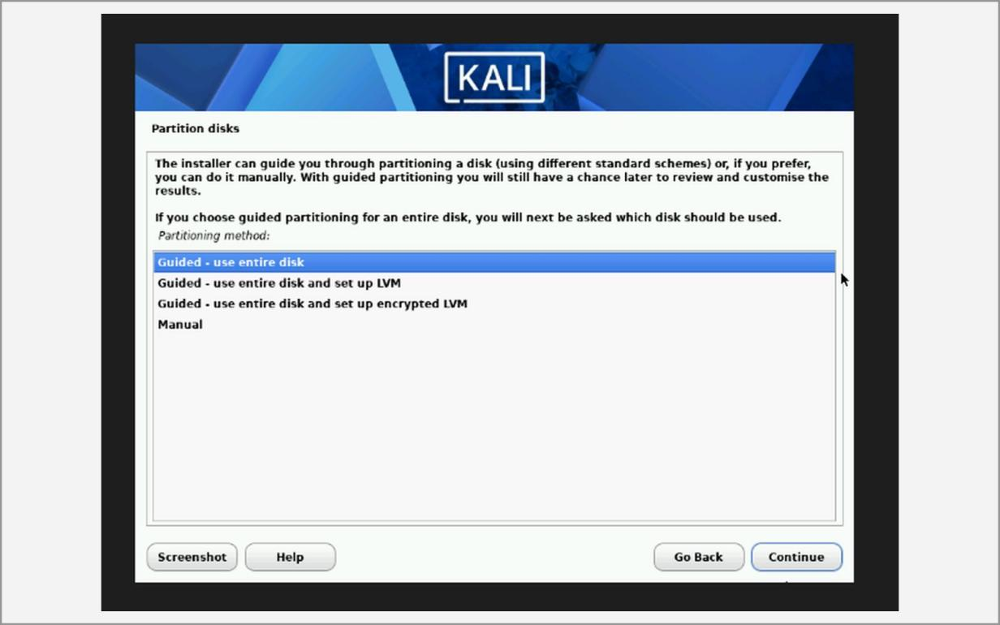 KALI
Partition disks
The installer can guide you through partitioning a disk (using different standard schemes) or, if you prefer,
you can do it manually. With guided partitioning you will still have a chance later to review and customise the
results.
If you choose guided partitioning for an entire disk, you will next be asked which disk should be used.
Partitioning method:
Guided - use entire disk
Guided - use entire disk and set up LVM
Guided - use entire disk and set up encrypted LVM
Manual
Screenshot
Help
Go Back
Continue